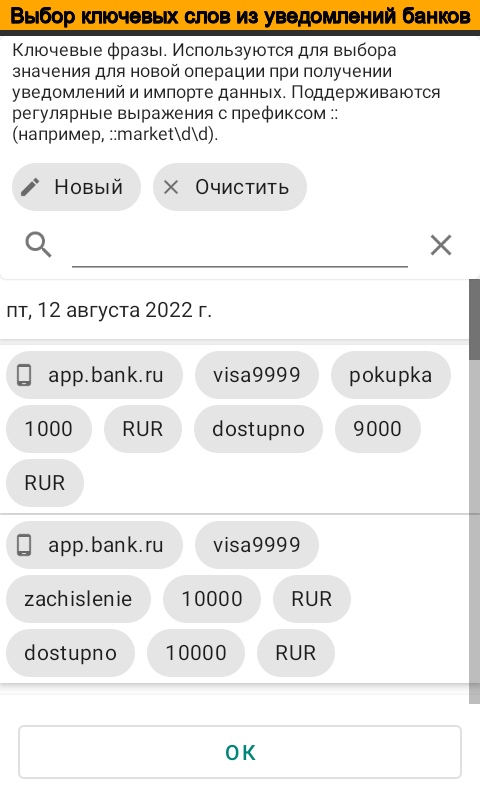 Выбор ключевых слов из уведомлений банков
Ключевые фразы. Используются для выбора
значения для новой операции при получении
уведомлений и импорте данных. Поддерживаются
регулярные выражения с префиксом ::
(например, ::market\d\d).
Новый Очистить
пт, 12 августа 2022 г.
app.bank.ru visa9999 pokupka
1000 RUR dostupno 9000
RUR
app.bank.ru visa9999
zachislenie 10000 RUR
dostupno 10000 RUR
ОК